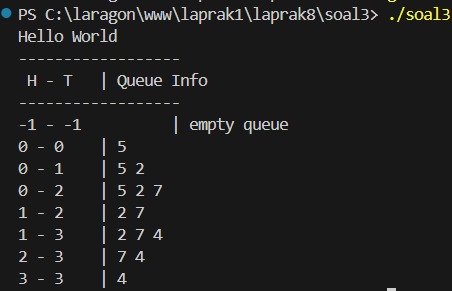 PS C:\laragon\www\laprak1\laprak8\soal3> ./soal3
Hello World
------------------
 H - T   | Queue Info
------------------
-1 - -1         | empty queue
0 - 0    | 5
0 - 1    | 5 2
0 - 2    | 5 2 7
1 - 2    | 2 7
1 - 3    | 2 7 4
2 - 3    | 7 4
3 - 3    | 4